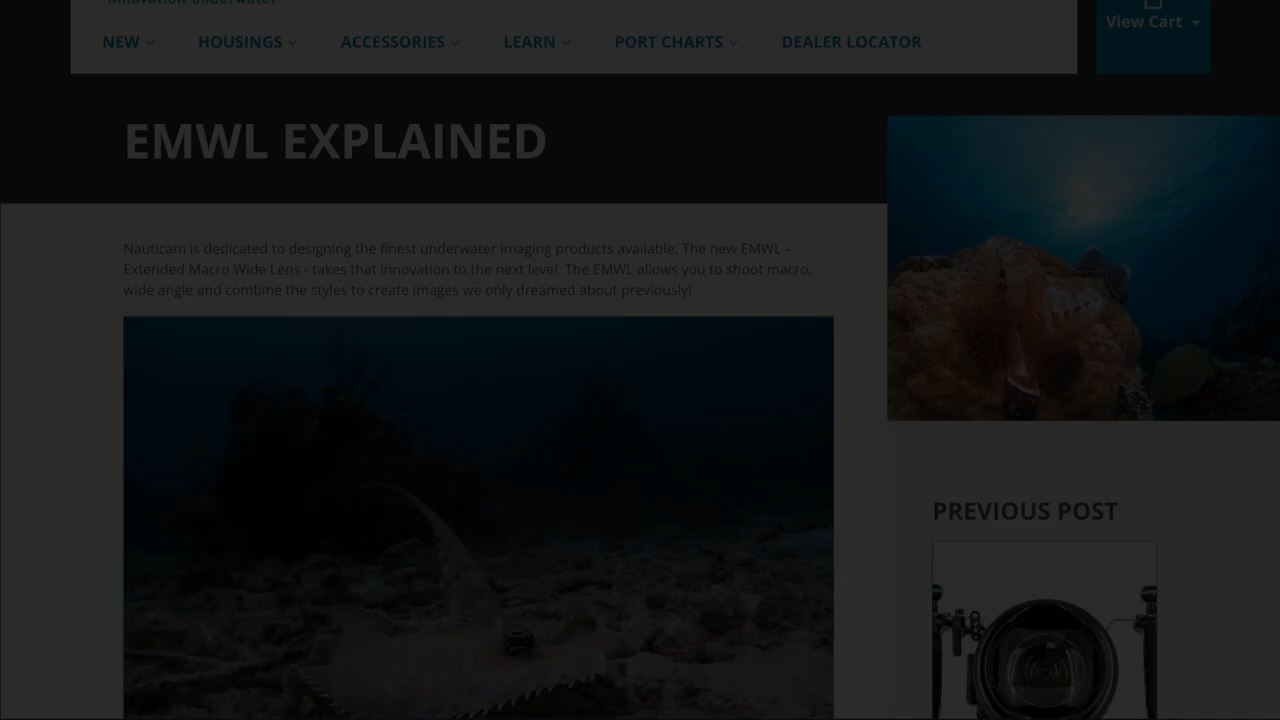 innovation underwater
NEW
HOUSINGS
ACCESSORIES
LEARN
PORT CHARTS
DEALER LOCATOR
View Cart
EMWL EXPLAINED
Nauticam is dedicated to designing the finest underwater imaging products available. The new EMWL -
Extended Macro Wide Lens - takes that innovation to the next level. The EMWL allows you to shoot macro,
wide angle and combine the styles to create images we only dreamed about previously!
PREVIOUS POST